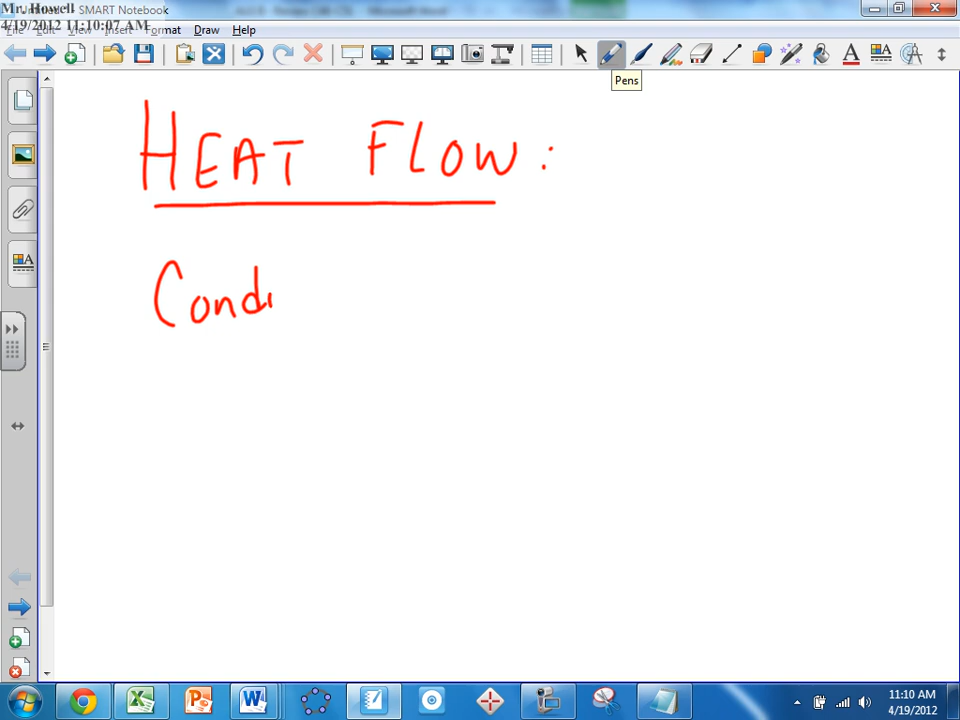 Mr. Howell
SMART Notebook
4/19/2012 11:10:07 AM
File Edit View Insert Format Draw Help
Pens
HEAT FLOW:
Cond
11:10 AM
4/19/2012